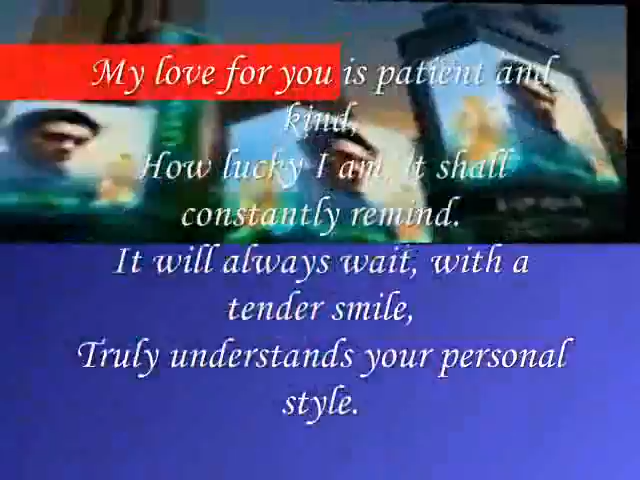 My love for you is patient and
kind,
How lucky I am, it shall
constantly remind.
It will always wait, with a
tender smile,
Truly understands your personal
style.